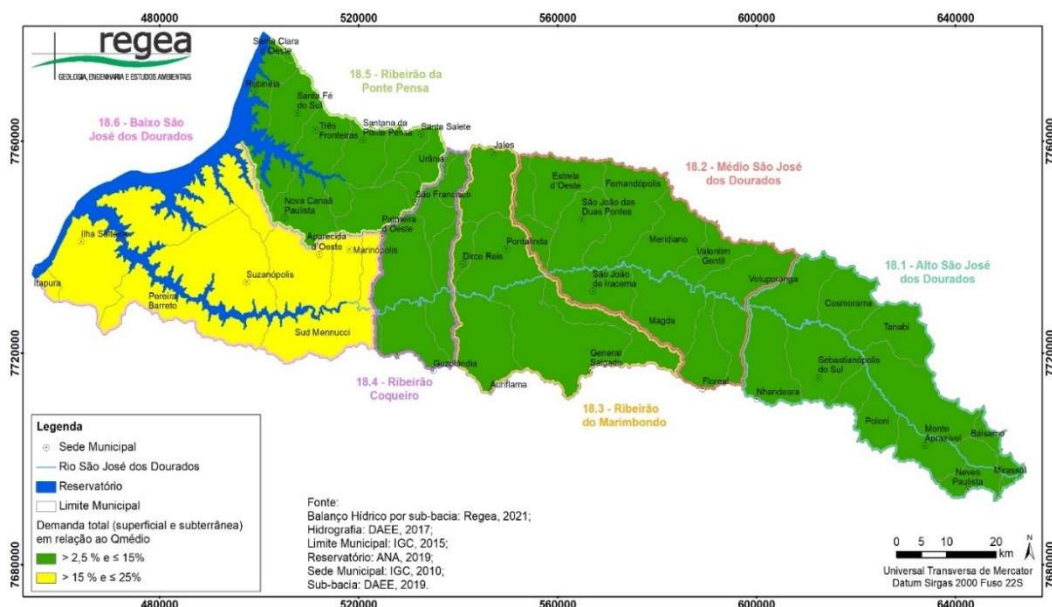 480000 520000 560000 600000 640000
regea
GEOLOGIA, ENGENHARIA E ESTUDOS AMBIENTAIS
Santa Clara
d'Oeste
18.5 - Ribeirão da
Ponte Pensa
Rubinéia
Santa Fé
do Sul
Três
Fronteiras
Santana da
Ponte Pensa
Santa Salete
18.6 - Baixo São
José dos Dourados
7760000
7760000
Urânia
Jales
18.2 - Médio São José
dos Dourados
Estrela
d´Oeste
Fernandópolis
São Francisco
São João das
Duas Pontes
Nova Canaã
Paulista
Palmeira
d'Oeste
Aparecida
d'Oeste
Marinópolis
Ilha Solteira
Pontalinda
Meridiano
Valentim
Gentil
Dirce Reis
18.1 - Alto São José
dos Dourados
Votuporanga
Itapura
Suzanápolis
São João
de Iracema
Pereira
Barreto
Cosmorama
Sud Mennucci
Magda
Tanabi
7720000
7720000
General
Salgado
Sebastianópolis
do Sul
Guzolândia
18.4 - Ribeirão
Coqueiro
Auriflama
Floreal
Nhandeara
18.3 - Ribeirão
do Marimbondo
Poloni
Monte
Aprazível
Bálsamo
Neves
Paulista
Mirassol
Legenda
Sede Municipal
Rio São José dos Dourados
Reservatório
Limite Municipal
Demanda total (superficial e subterrânea)
em relação ao Qmédio
> 2,5 % e ≤ 15%
> 15 % e ≤ 25%
Fonte:
Balanço Hídrico por sub-bacia: Regea, 2021;
Hidrografia: DAEE, 2017;
Limite Municipal: IGC, 2015;
Reservatório: ANA, 2019;
Sede Municipal: IGC, 2010;
Sub-bacia: DAEE, 2019.
0 5 10 20
km
N
Universal Transversa de Mercator
Datum Sirgas 2000 Fuso 22S
7680000
7680000
480000 520000 560000 600000 640000